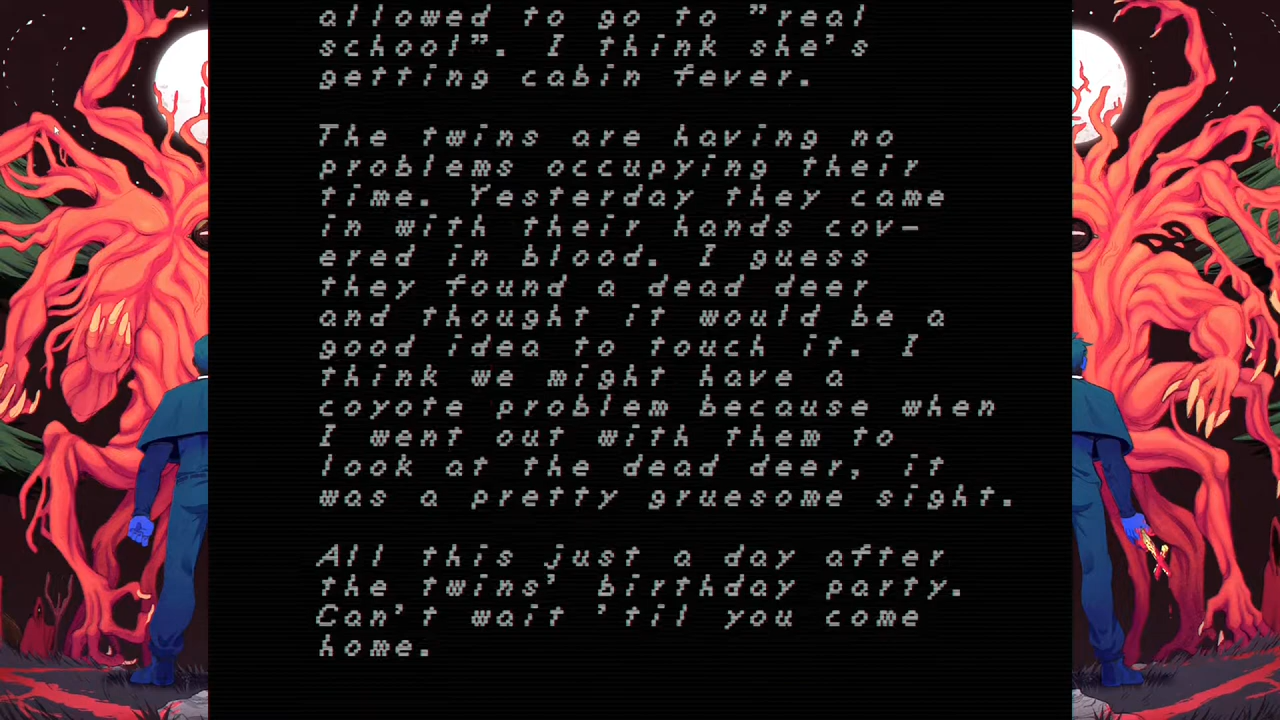 allowed to go to "real
school". I think she's
getting cabin fever.
The twins are having no
problems occupying their
time. Yesterday they came
in with their hands cov-
ered in blood. I guess
they found a dead deer
and thought it would be a
good idea to touch it. I
think we might have a
coyote problem because when
I went out with them to
look at the dead deer, it
was a pretty gruesome sight.
All this just a day after
the twins' birthday party.
Can't wait 'til you come
home.